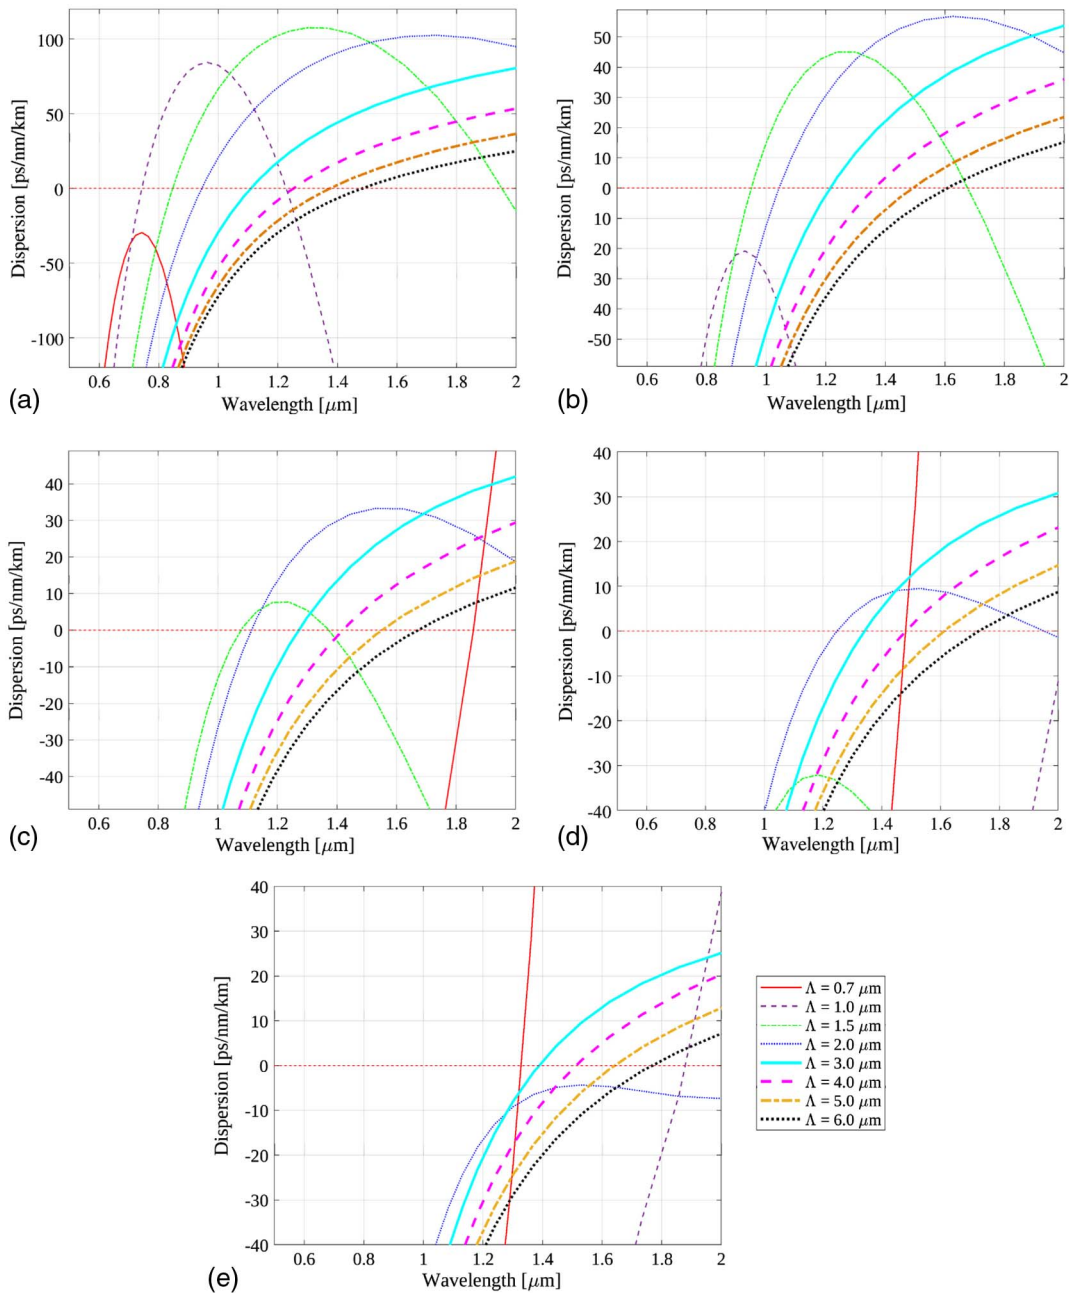 100
50
0
-50
-100
Dispersion [ps/nm/km]
0.6 0.8 1 1.2 1.4 1.6 1.8 2
Wavelength [μm]
(a)
50
40
30
20
10
0
-10
20
-30
-40
-50
Dispersion [ps/nm/km]
0.6 0.8 1 1.2 1.4 1.6 1.8 2
Wavelength [μm]
(b)
40
30
20
10
0
-10
-20
-30
-40
Dispersion [ps/nm/km]
0.6 0.8 1 1.2 1.4 1.6 1.8 2
Wavelength [μm]
(c)
40
30
20
10
0
-10
-20
-30
-40
Dispersion [ps/nm/km]
0.6 0.8 1 1.2 1.4 1.6 1.8 2
Wavelength [μm]
(d)
40
30
20
10
0
-10
-20
-30
-40
Dispersion [ps/nm/km]
0.6 0.8 1 1.2 1.4 1.6 1.8 2
Wavelength [μm]
(e)
Λ = 0.7 μm
Λ = 1.0 μm
Λ = 1.5 μm
Λ = 2.0 μm
Λ = 3.0 μm
Λ = 4.0 μm
Λ = 5.0 μm
Λ = 6.0 μm